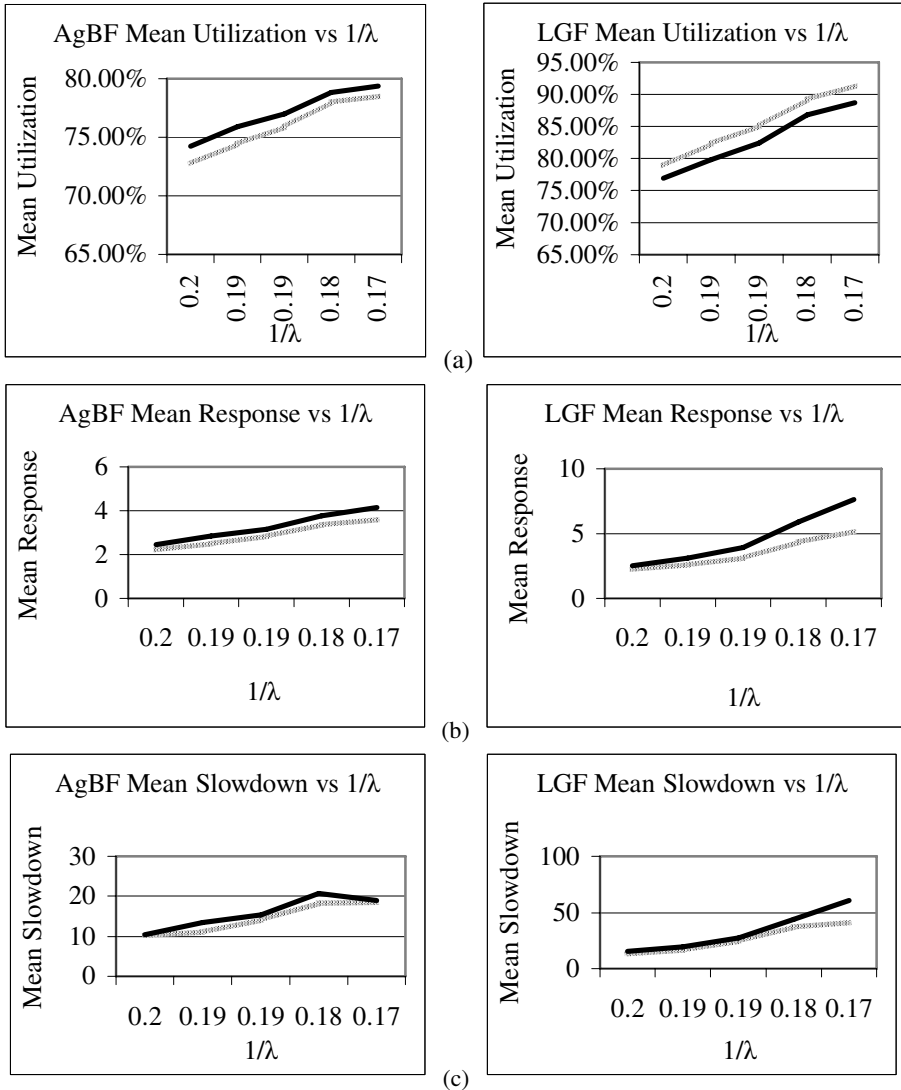 AgBF Mean Utilization vs 1/λ
Mean Utilization
80.00%
75.00%
70.00%
65.00%
0.2
0.19
0.19
0.18
0.17
1/λ
LGF Mean Utilization vs 1/λ
Mean Utilization
95.00%
90.00%
85.00%
80.00%
75.00%
70.00%
65.00%
0.2
0.19
0.19
0.18
0.17
1/λ
(a)
AgBF Mean Response vs 1/λ
Mean Response
6
4
2
0
0.2 0.19 0.19 0.18 0.17
1/λ
LGF Mean Response vs 1/λ
Mean Response
10
5
0
0.2 0.19 0.19 0.18 0.17
1/λ
(b)
AgBF Mean Slowdown vs 1/λ
Mean Slowdown
30
20
10
0
0.2 0.19 0.19 0.18 0.17
1/λ
LGF Mean Slowdown vs 1/λ
Mean Slowdown
100
50
0
0.2 0.19 0.19 0.18 0.17
1/λ
(c)